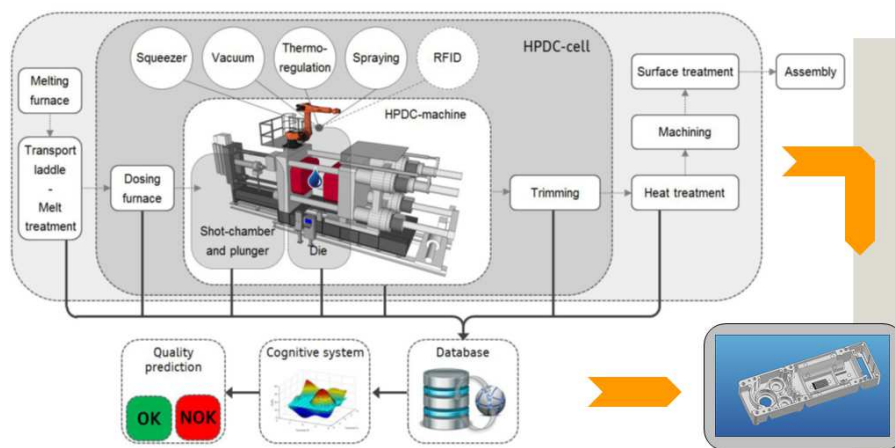 HPDC-cell
Squeezer
Vacuum
Thermo-
regulation
Spraying
RFID
Melting
furnace
Transport
laddle
-
Melt
treatment
Dosing
furnace
HPDC-machine
Shot-chamber
and plunger
Die
Trimming
Surface treatment
Assembly
Machining
Heat treatment
Quality
prediction
OK
NOK
Cognitive system
Database